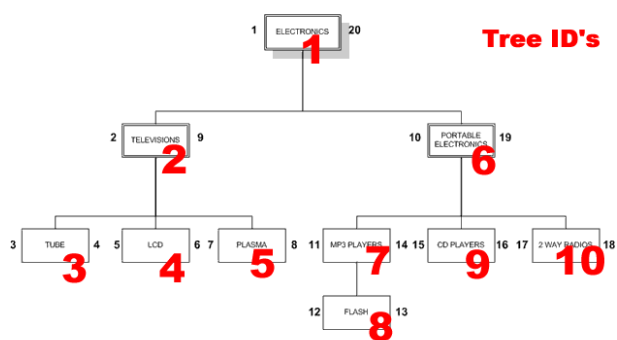 1 ELECTRONICS 20
1
Tree ID's
2 TELEVISIONS 9
2
10 PORTABLE 19
ELECTRONICS
6
3 TUBE 4
3
5 LCD 6
4
7 PLASMA 8
5
11 MP3 PLAYERS 14
7
15 CD PLAYERS 16
9
17 2 WAY RADIOS 18
10
12 FLASH 13
8